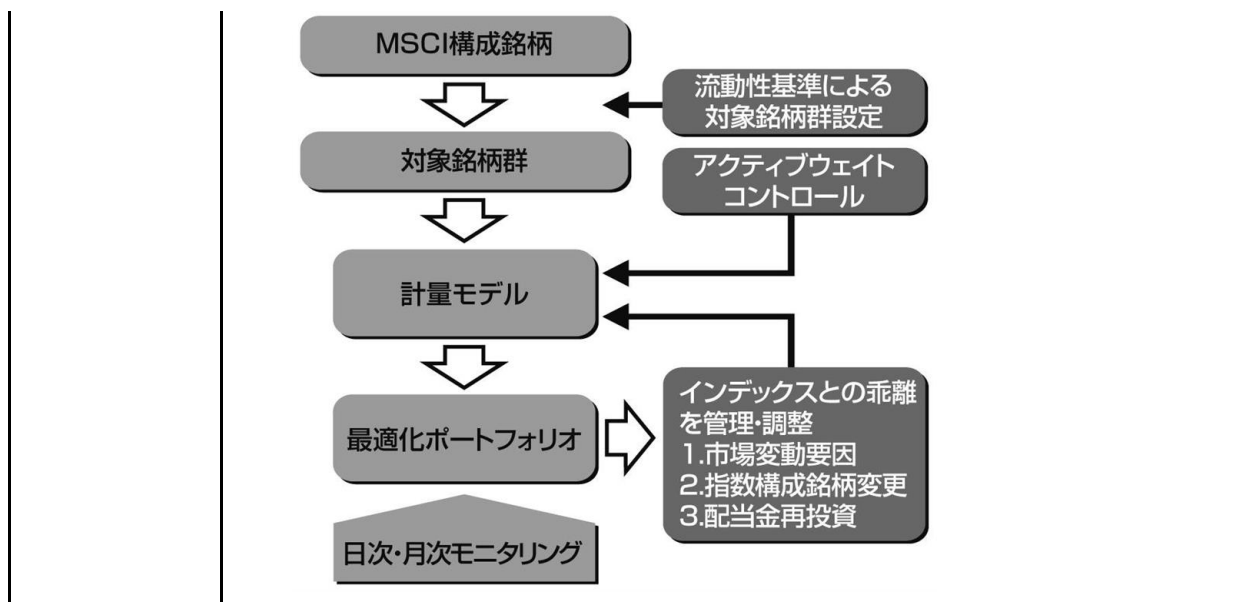 MSCI構成銘柄
流動性基準による
対象銘柄群設定
対象銘柄群
アクティブウェイト
コントロール
計量モデル
最適化ポートフォリオ
インデックスとの乖離
を管理・調整
1.市場変動要因
2.指数構成銘柄変更
3.配当金再投資
日次・月次モニタリング